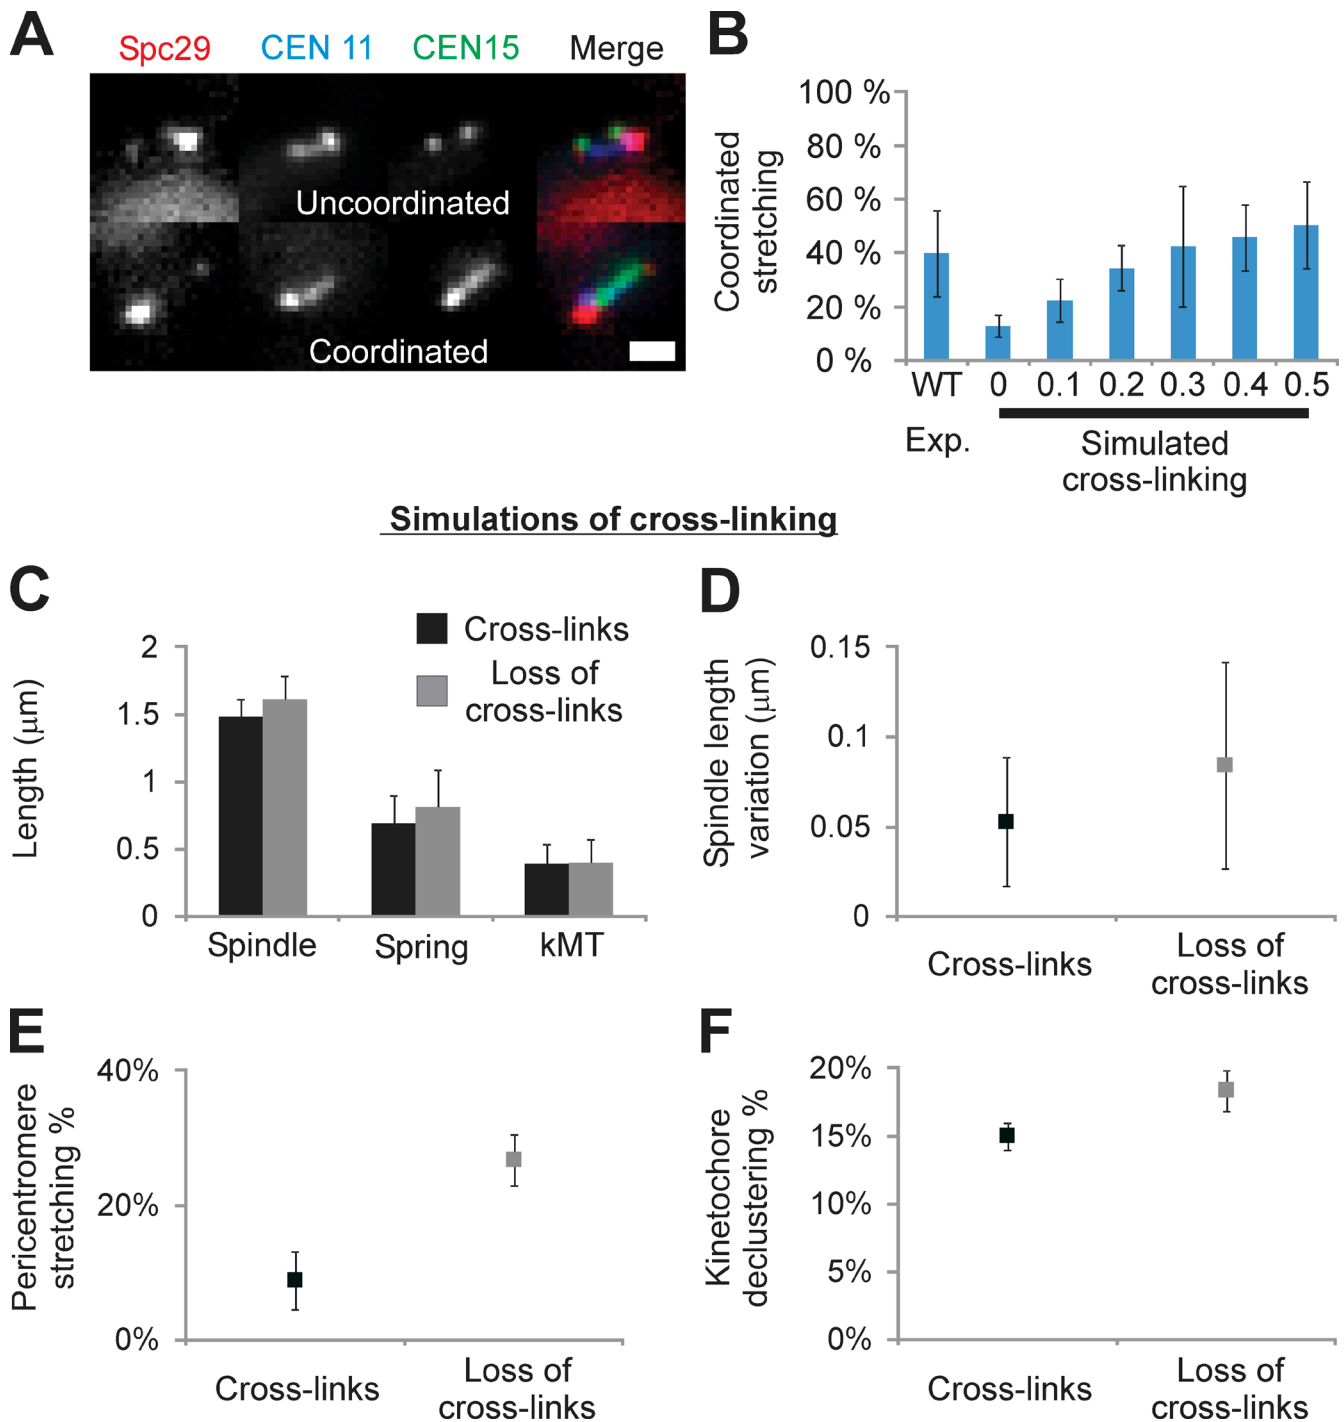 A
Spc29
CEN 11
CEN15
Merge
Uncoordinated
Coordinated
B
Coordinated
stretching
100 %
80 %
60 %
40 %
20 %
0 %
WT
0
0.1
0.2
0.3
0.4
0.5
Exp.
Simulated
cross-linking
Simulations of cross-linking
C
Cross-links
Loss of
cross-links
Length (μm)
2
1.5
1
0.5
0
Spindle
Spring
kMT
D
Spindle length
variation (μm)
0.15
0.1
0.05
0
Cross-links
Loss of
cross-links
E
Pericentromere
stretching %
40%
20%
0%
Cross-links
Loss of
cross-links
F
Kinetochore
declustering %
20%
15%
10%
5%
0%
Cross-links
Loss of
cross-links